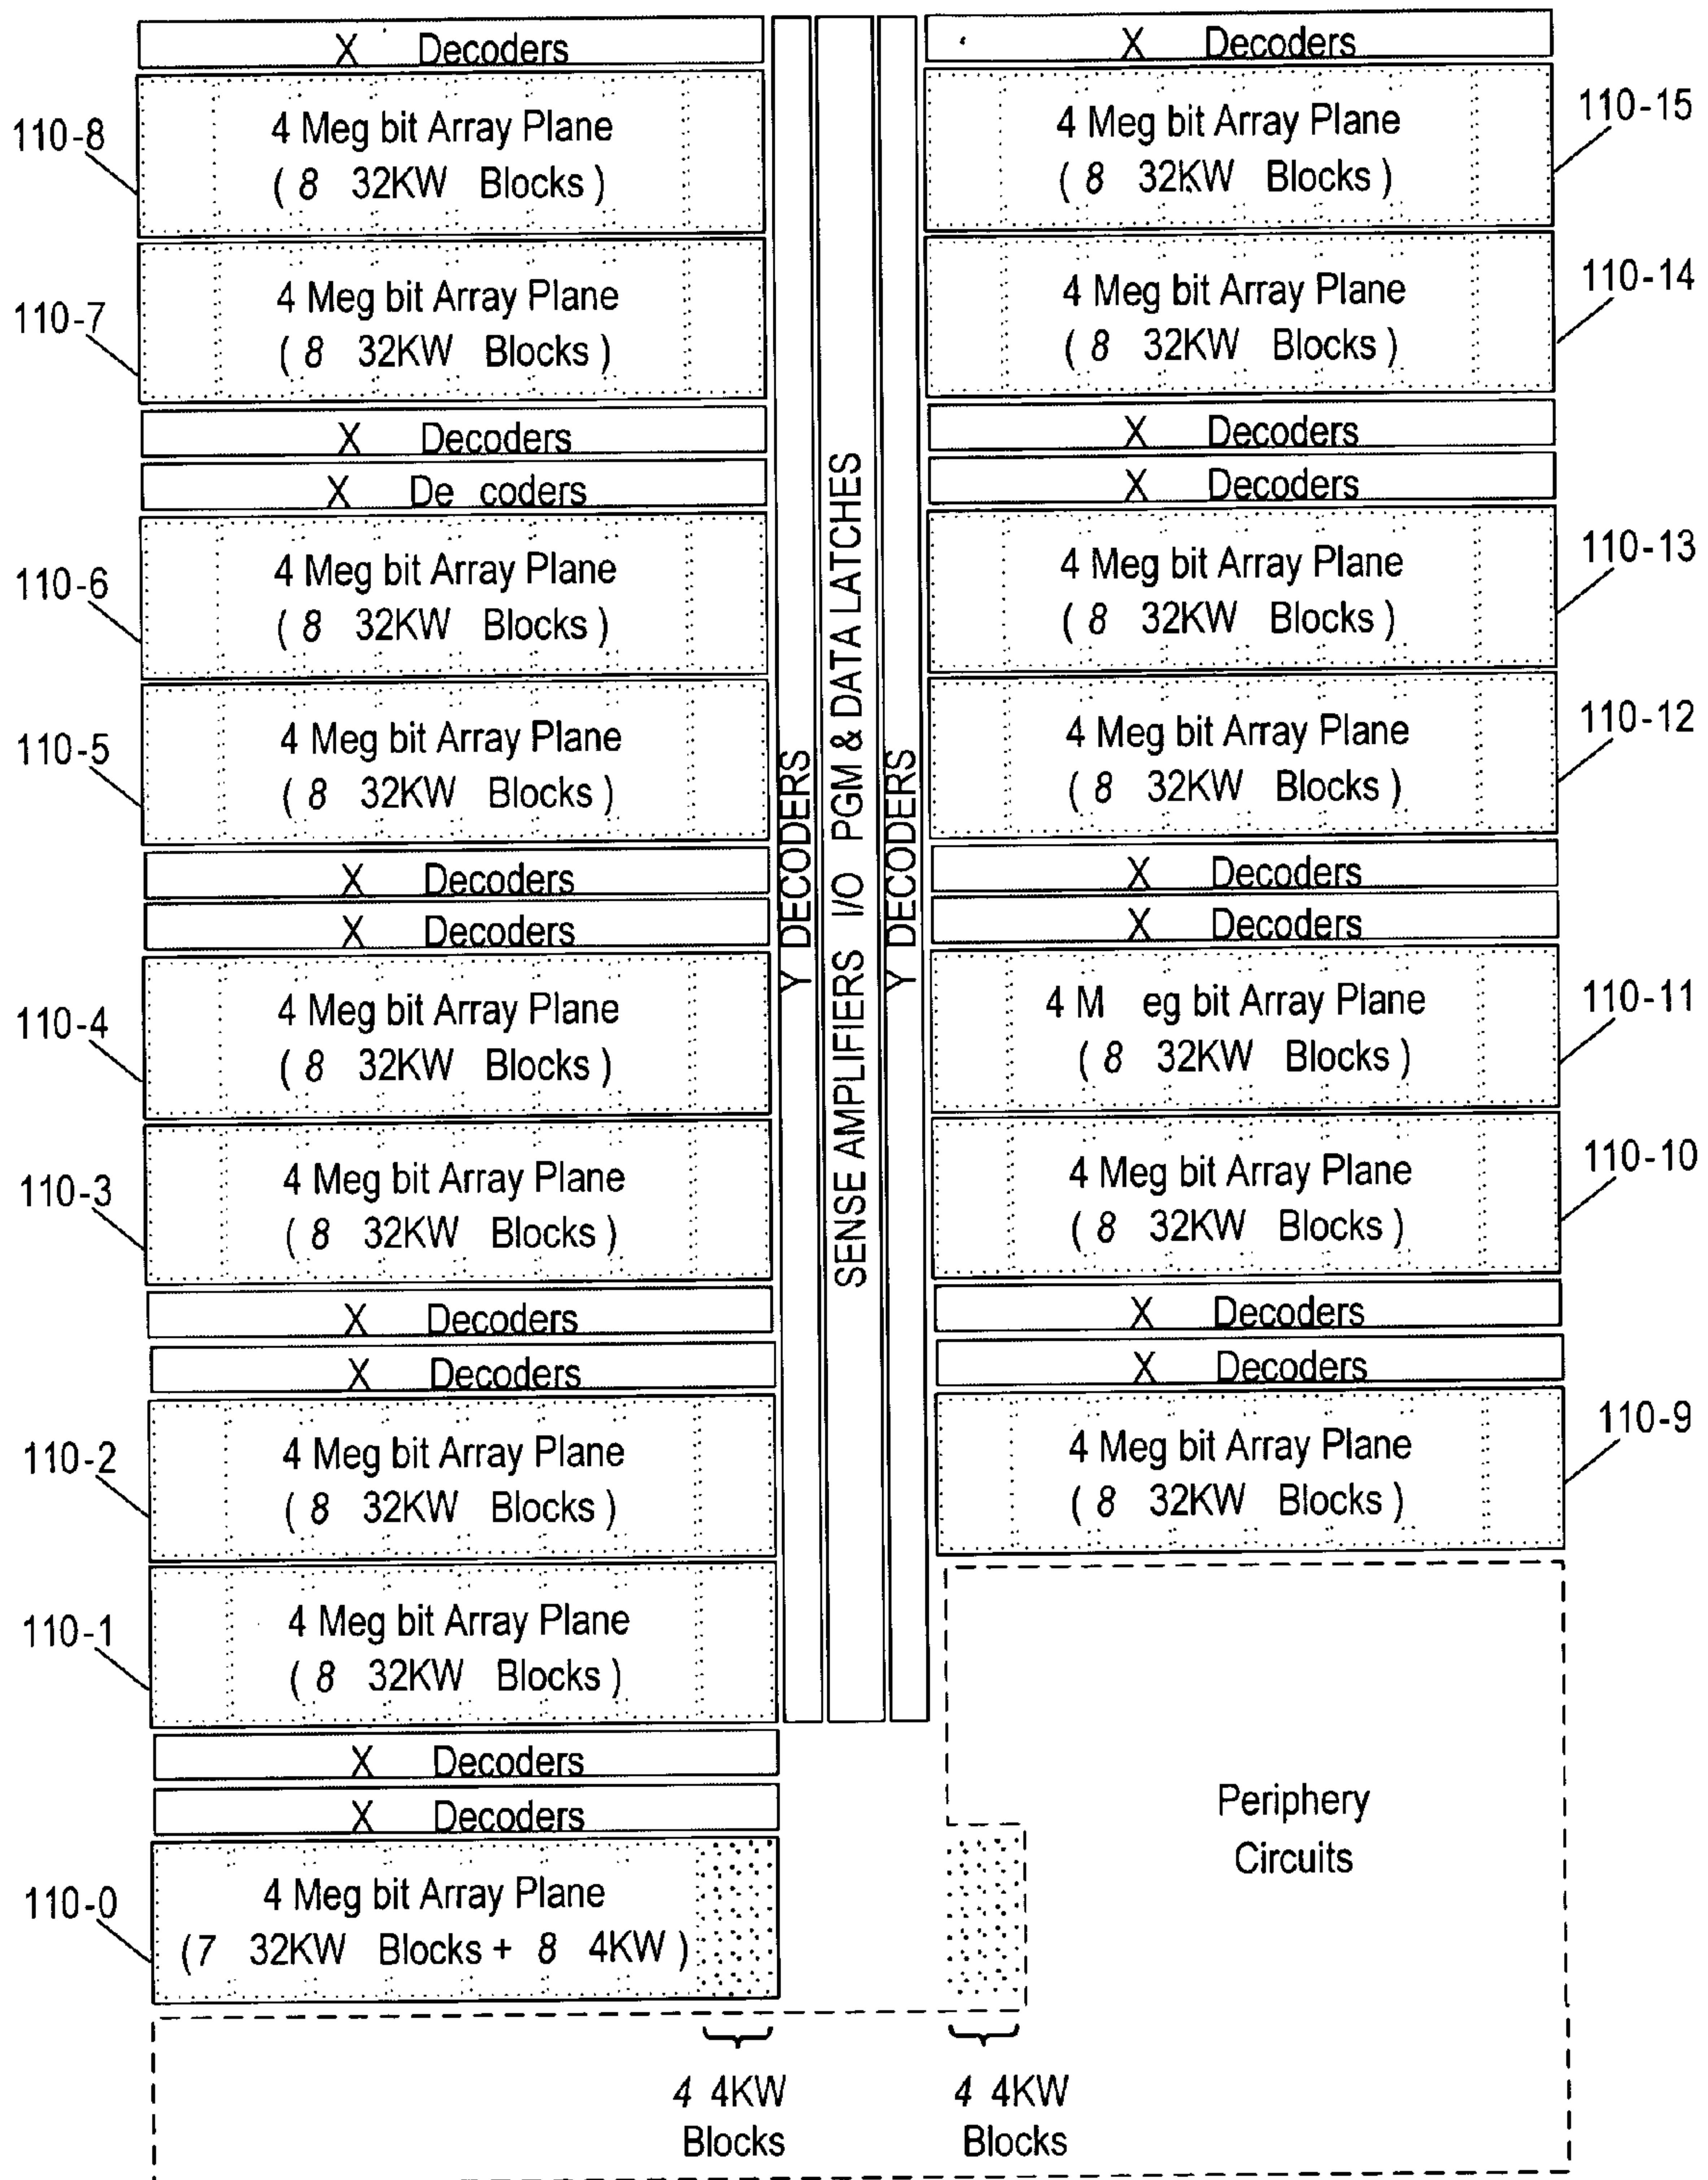 X Decoders
110-8
4 Meg bit Array Plane
( 8 32KW Blocks )
110-7
4 Meg bit Array Plane
( 8 32KW Blocks )
X Decoders
X De coders
110-6
4 Meg bit Array Plane
( 8 32KW Blocks )
110-5
4 Meg bit Array Plane
( 8 32KW Blocks )
X Decoders
X Decoders
110-4
4 Meg bit Array Plane
( 8 32KW Blocks )
110-3
4 Meg bit Array Plane
( 8 32KW Blocks )
X Decoders
X Decoders
110-2
4 Meg bit Array Plane
( 8 32KW Blocks )
110-1
4 Meg bit Array Plane
( 8 32KW Blocks )
X Decoders
X Decoders
110-0
4 Meg bit Array Plane
(7 32KW Blocks + 8 4KW )
4 4KW
Blocks
Y DECODERS
SENSE AMPLIFIERS I/O PGM & DATA LATCHES
Y DECODERS
X Decoders
110-15
4 Meg bit Array Plane
( 8 32KW Blocks )
110-14
4 Meg bit Array Plane
( 8 32KW Blocks )
X Decoders
X Decoders
110-13
4 Meg bit Array Plane
( 8 32KW Blocks )
110-12
4 Meg bit Array Plane
( 8 32KW Blocks )
X Decoders
X Decoders
110-11
4 M eg bit Array Plane
( 8 32KW Blocks )
110-10
4 Meg bit Array Plane
( 8 32KW Blocks )
X Decoders
X Decoders
110-9
4 Meg bit Array Plane
( 8 32KW Blocks )
Periphery
Circuits
4 4KW
Blocks